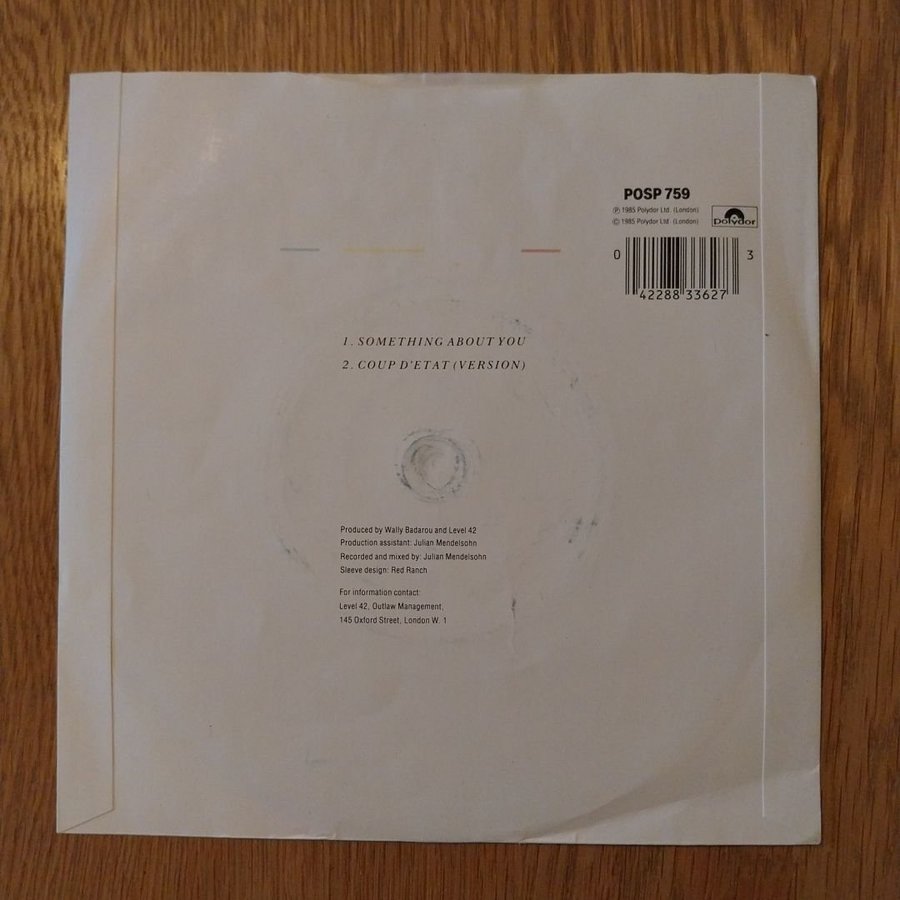 POSP 759
℗ 1985 Polydor Ltd. (London)
© 1985 Polydor Ltd. (London)
polydor
0 42288 33627 3
1. SOMETHING ABOUT YOU
2. COUP D'ETAT (VERSION)
Produced by Wally Badarou and Level 42
Production assistant: Julian Mendelsohn
Recorded and mixed by: Julian Mendelsohn
Sleeve design: Red Ranch
For information contact:
Level 42, Outlaw Management,
145 Oxford Street, London W. 1